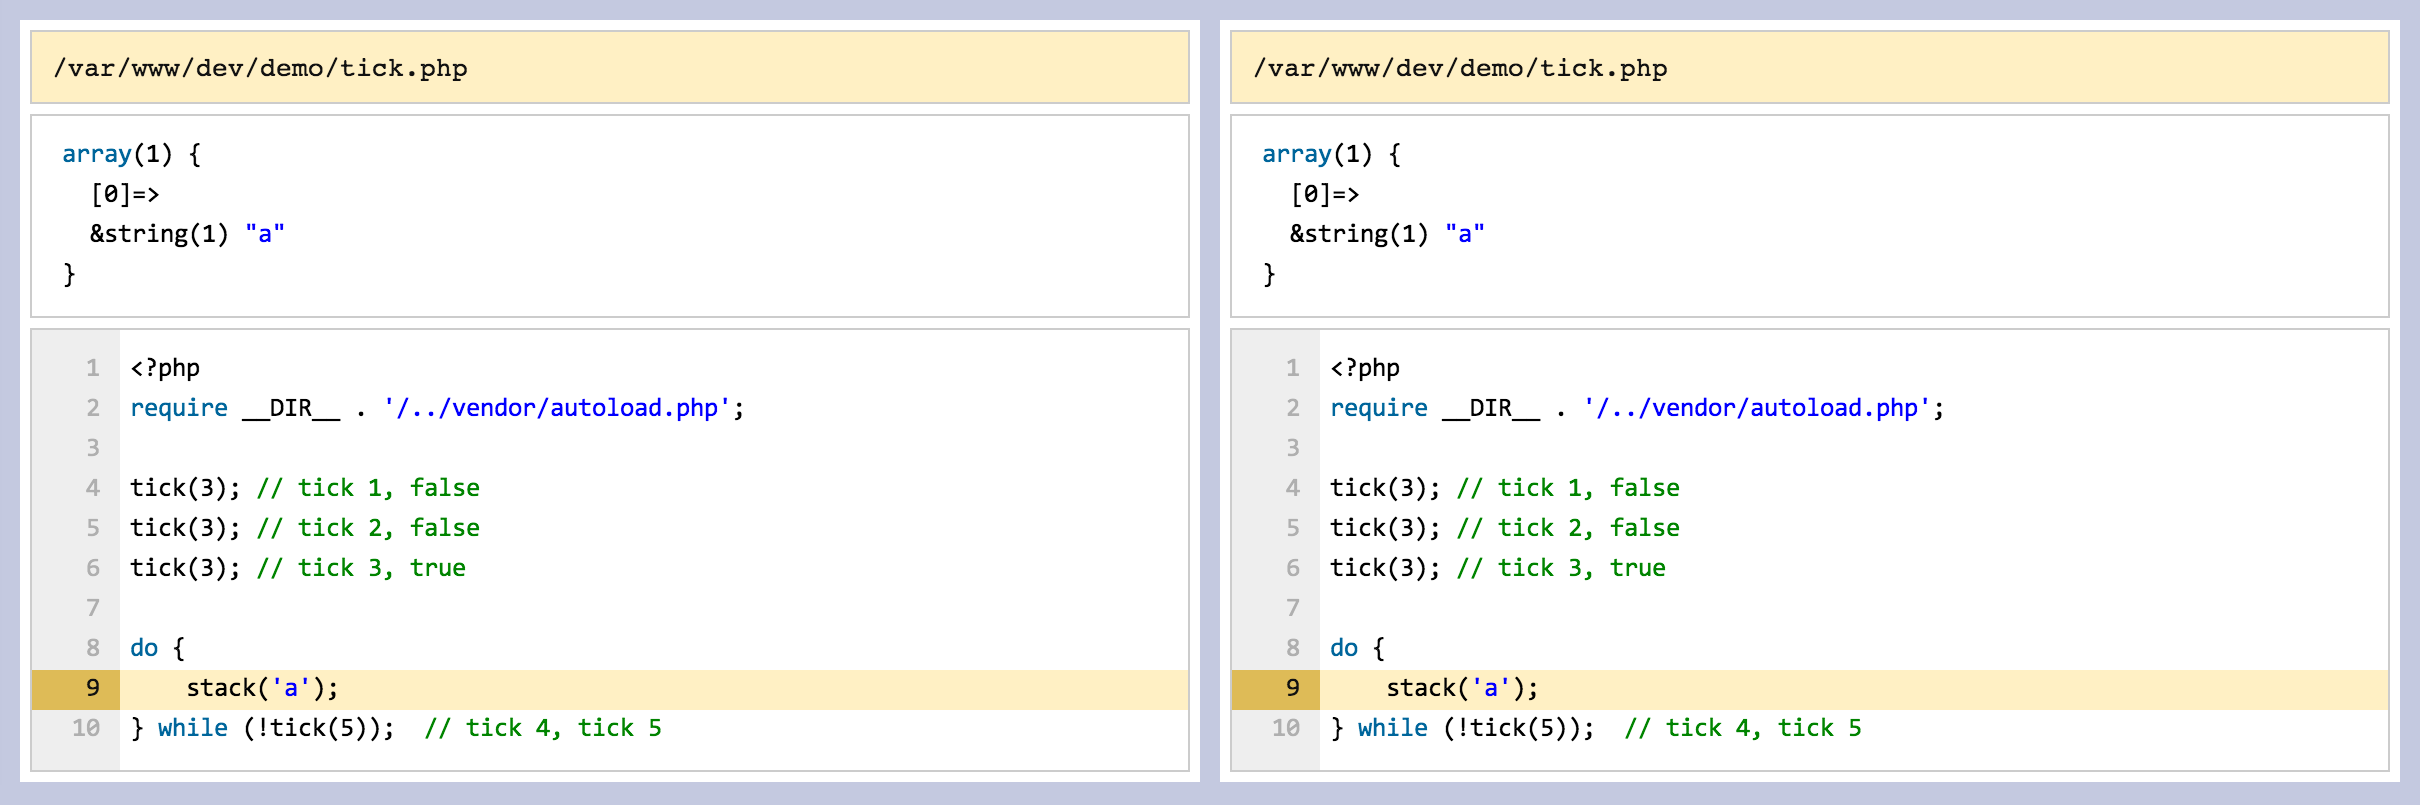 /var/www/dev/demo/tick.php
array(1) {
  [0]=>
  &string(1) "a"
}
1 <?php
2 require __DIR__ . '/../vendor/autoload.php';
3
4 tick(3); // tick 1, false
5 tick(3); // tick 2, false
6 tick(3); // tick 3, true
7
8 do {
9     stack('a');
10 } while (!tick(5));  // tick 4, tick 5
/var/www/dev/demo/tick.php
array(1) {
  [0]=>
  &string(1) "a"
}
1 <?php
2 require __DIR__ . '/../vendor/autoload.php';
3
4 tick(3); // tick 1, false
5 tick(3); // tick 2, false
6 tick(3); // tick 3, true
7
8 do {
9     stack('a');
10 } while (!tick(5));  // tick 4, tick 5